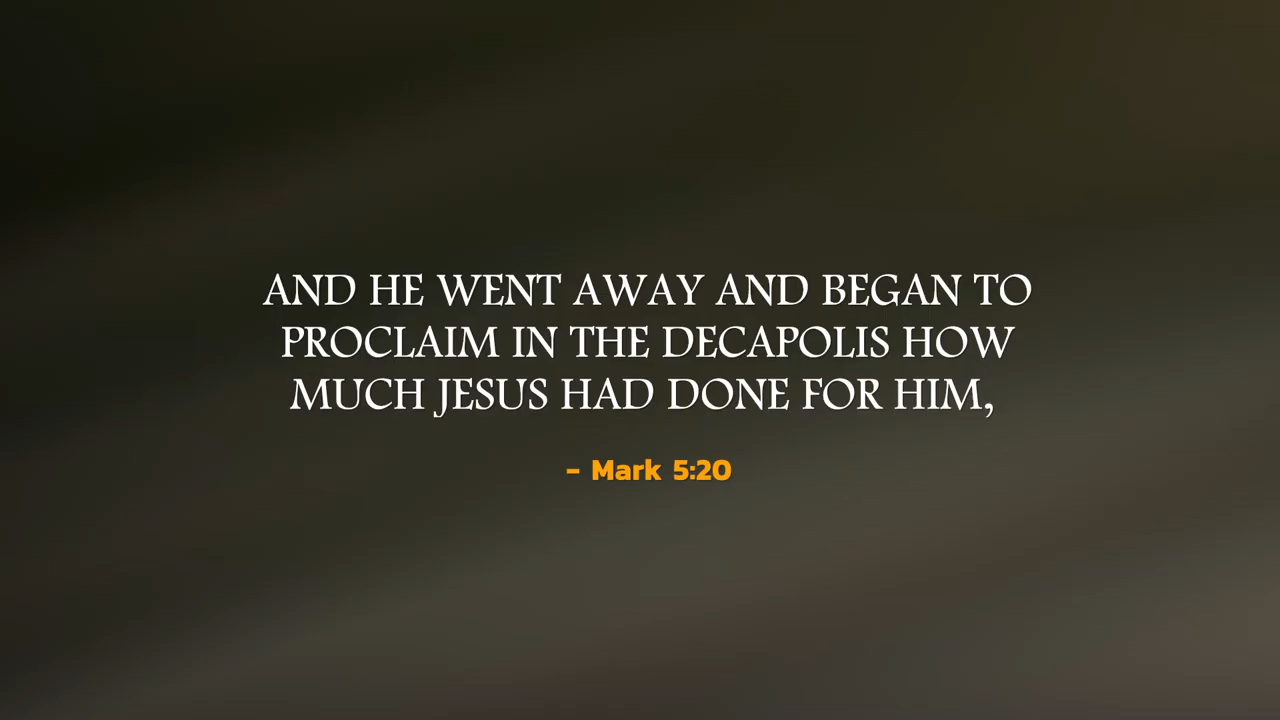 AND HE WENT AWAY AND BEGAN TO
PROCLAIM IN THE DECAPOLIS HOW
MUCH JESUS HAD DONE FOR HIM,
- Mark 5:20